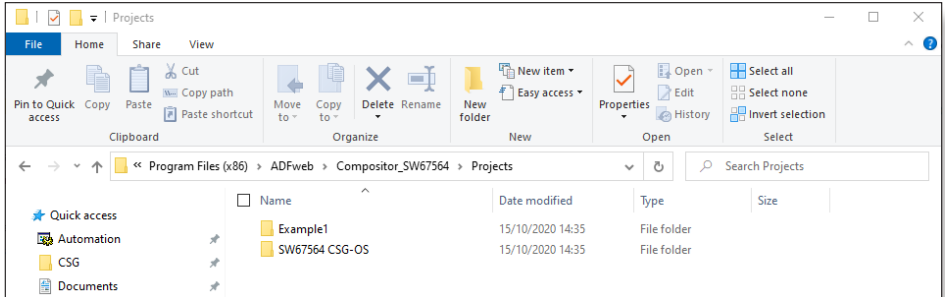 Projects
File Home Share View
Pin to Quick access
Copy
Paste
Cut
Copy path
Paste shortcut
Clipboard
Move to
Copy to
Delete
Rename
Organize
New folder
New item
Easy access
New
Properties
Open
Edit
History
Open
Select all
Select none
Invert selection
Select
« Program Files (x86) > ADFweb > Compositor_SW67564 > Projects
Search Projects
Name Date modified Type Size
Quick access
Automation
CSG
Documents
Example1 15/10/2020 14:35 File folder
SW67564 CSG-OS 15/10/2020 14:35 File folder